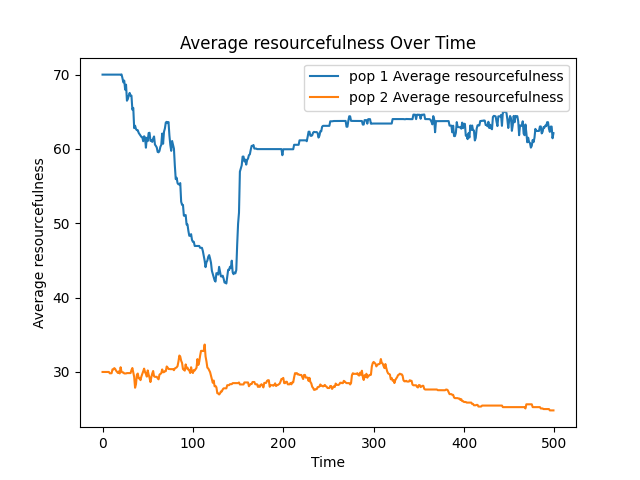 Average resourcefulness Over Time
pop 1 Average resourcefulness
pop 2 Average resourcefulness
Average resourcefulness
70
60
50
40
30
0 100 200 300 400 500
Time